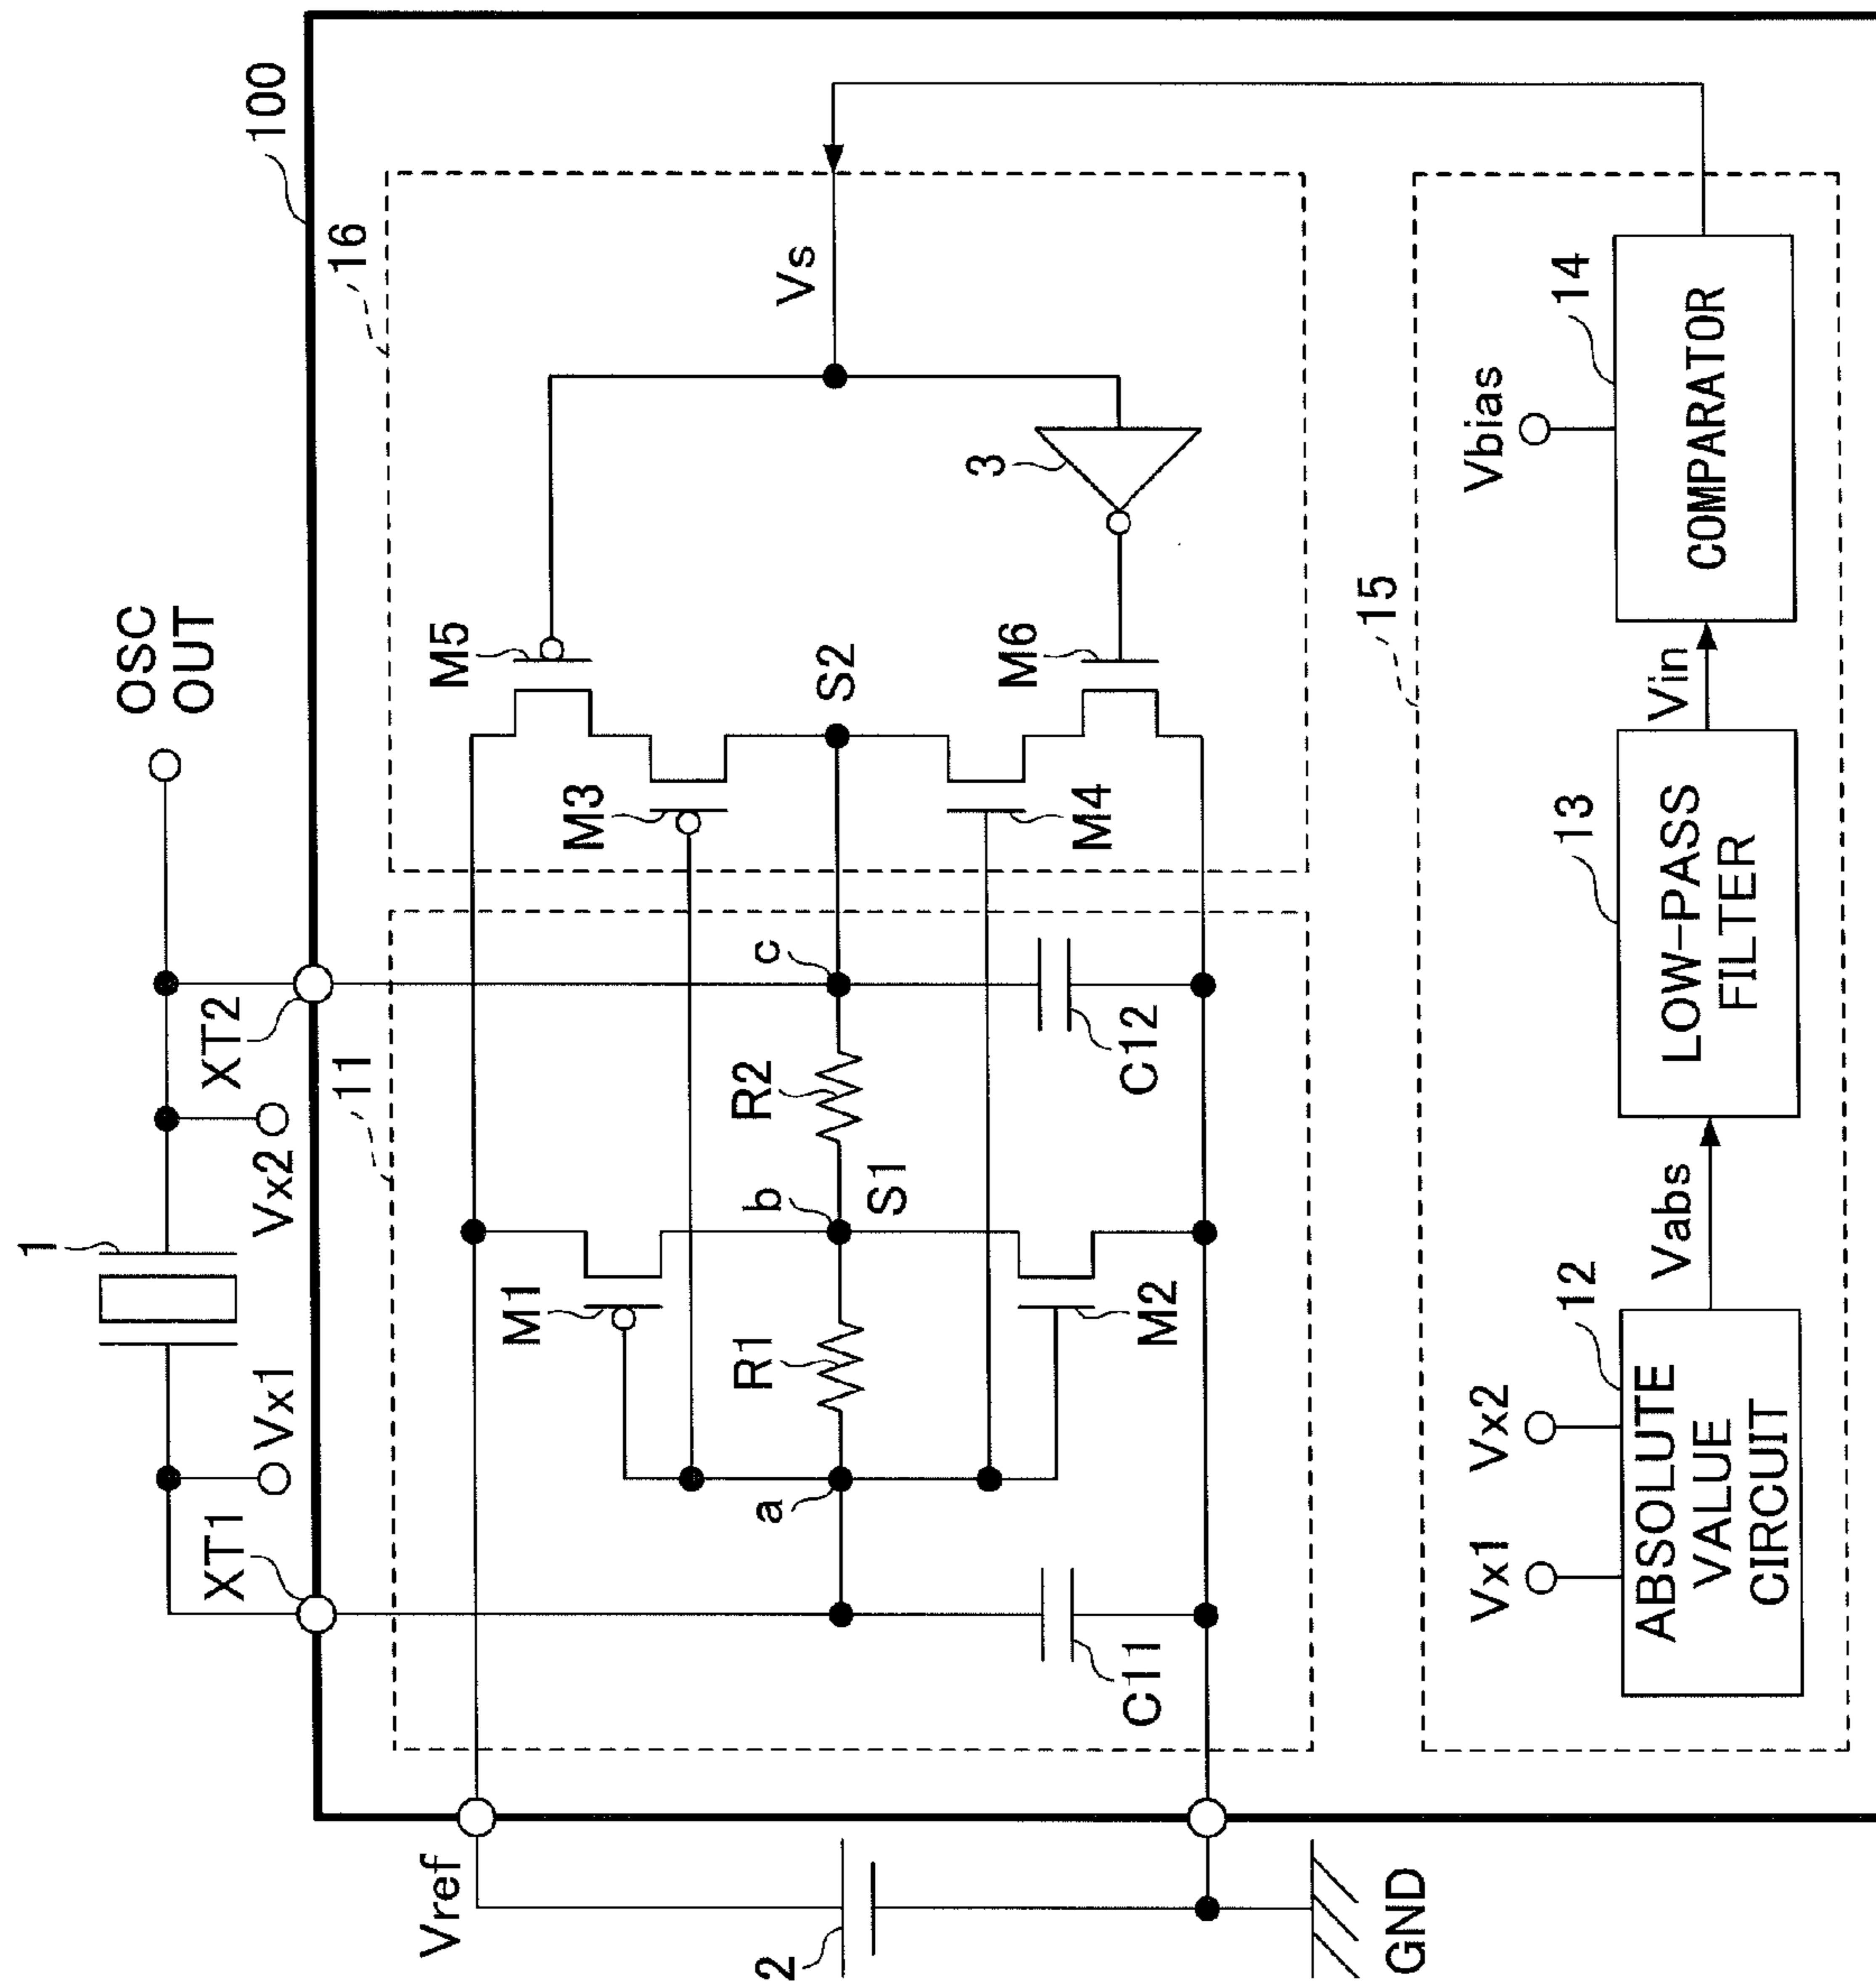 1
OSC
OUT
Vx1
Vx2
XT1
XT2
100
11
16
Vref
M1
M3
M5
Vs
R1
R2
a
b
c
S1
S2
2
3
M2
M4
M6
C11
C12
GND
15
Vx1
Vx2
Vbias
12
13
14
ABSOLUTE
VALUE
CIRCUIT
Vabs
LOW-PASS
FILTER
Vin
COMPARATOR